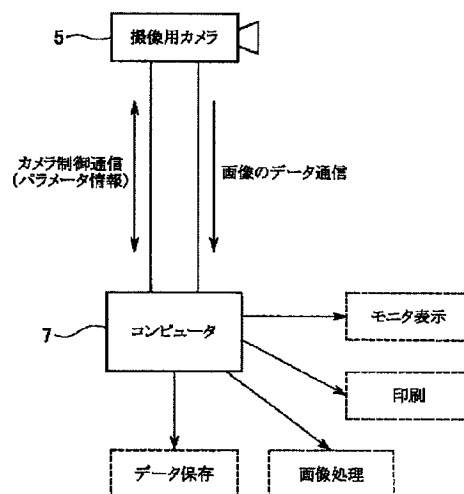 5
撮像用カメラ
カメラ制御通信
(パラメータ情報)
画像のデータ通信
7
コンピュータ
モニタ表示
印刷
データ保存
画像処理